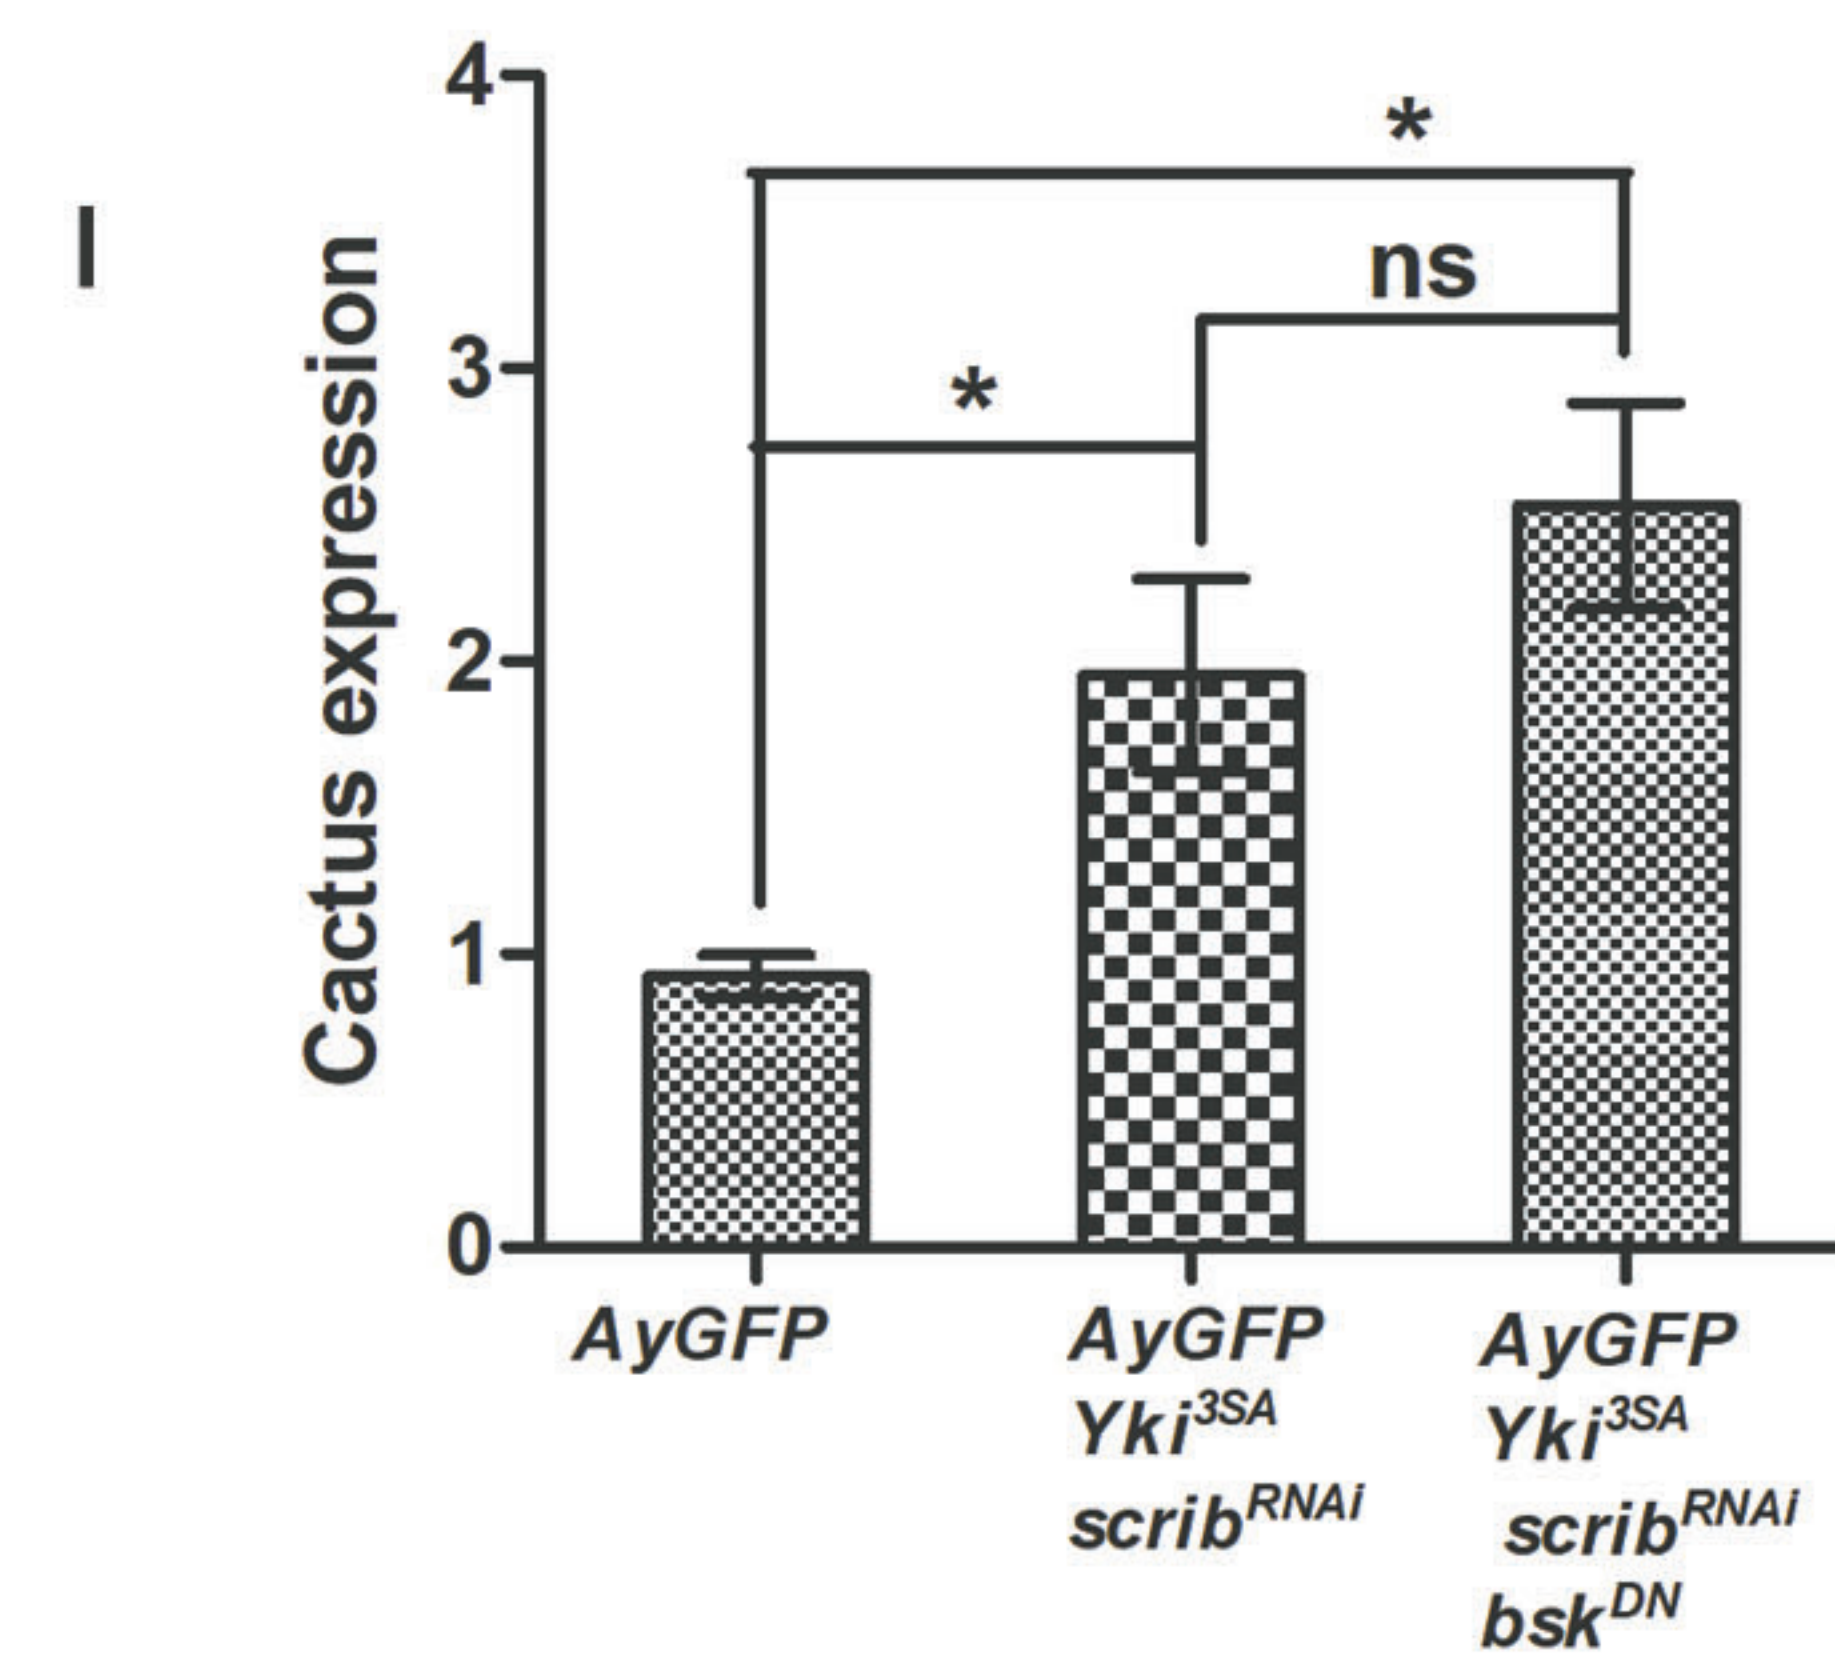 I
Cactus expression
4
3
2
1
0
*
ns
*
AyGFP
AyGFP
Yki3SA
scribRNAi
AyGFP
Yki3SA
scribRNAi
bskDN